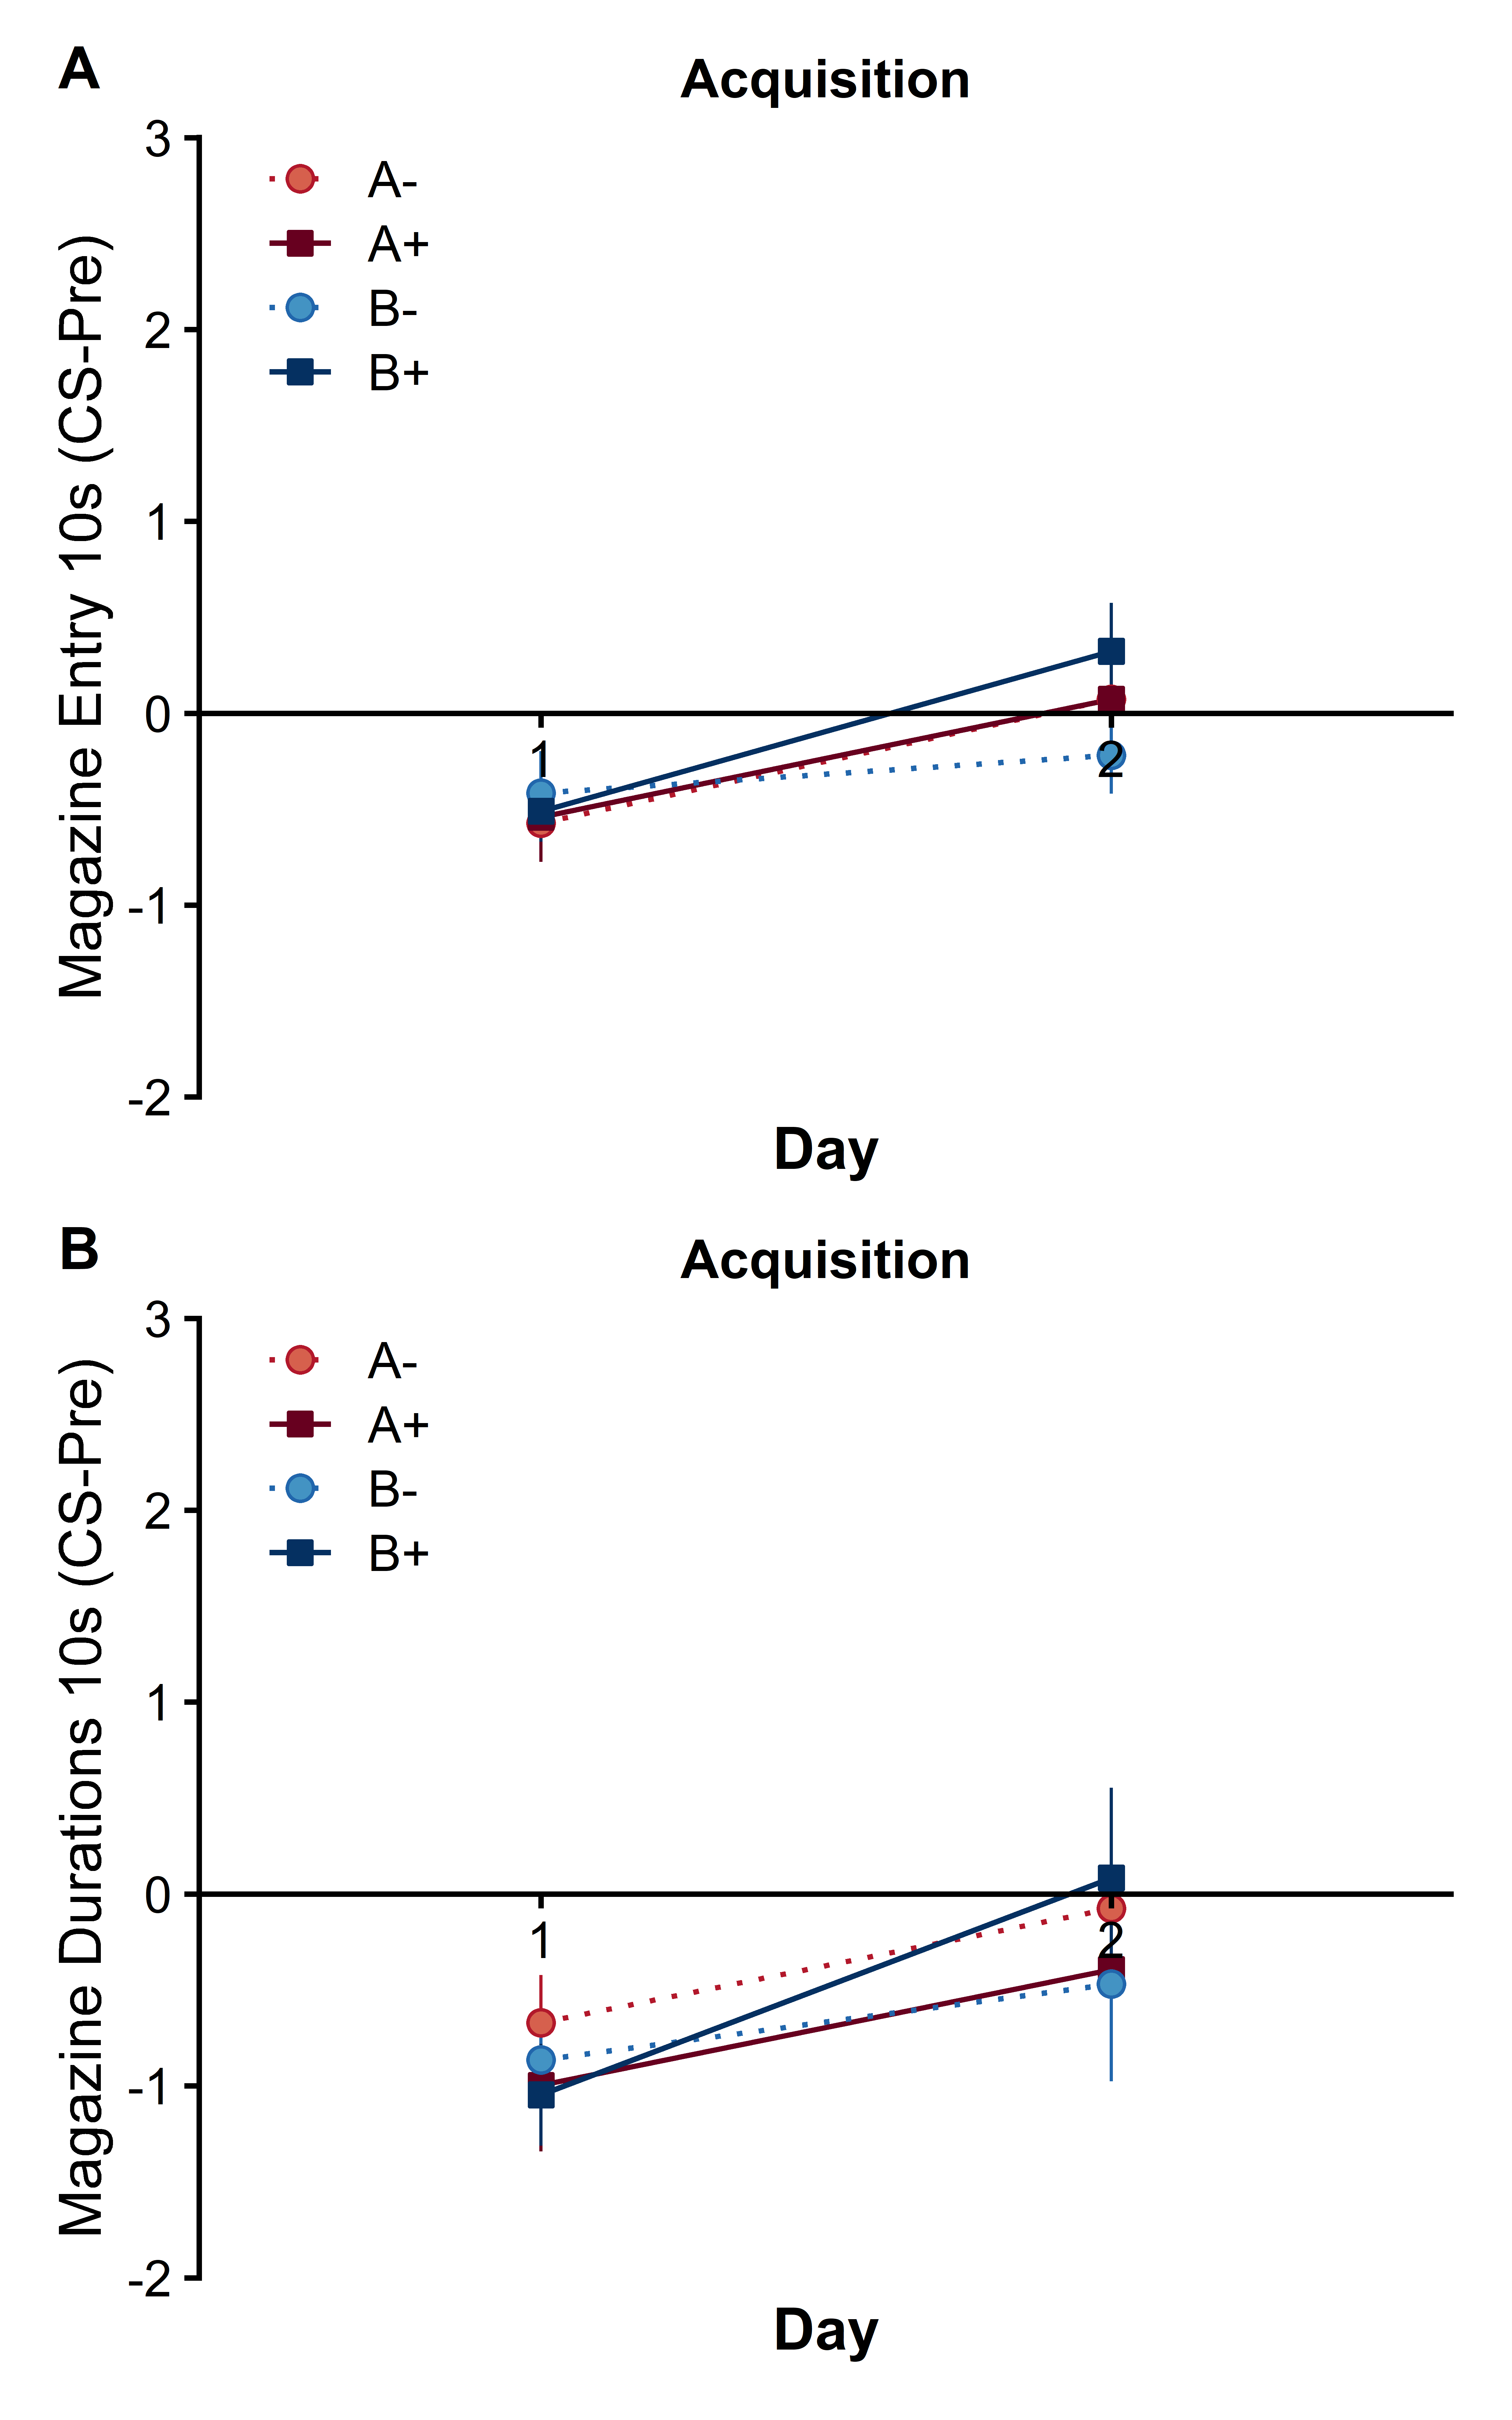 A
Acquisition
3
A-
A+
B-
B+
2
1
0
-1
-2
1
2
Magazine Entry 10s (CS-Pre)
Day
B
Acquisition
3
A-
A+
B-
B+
2
1
0
-1
-2
1
2
Magazine Durations 10s (CS-Pre)
Day